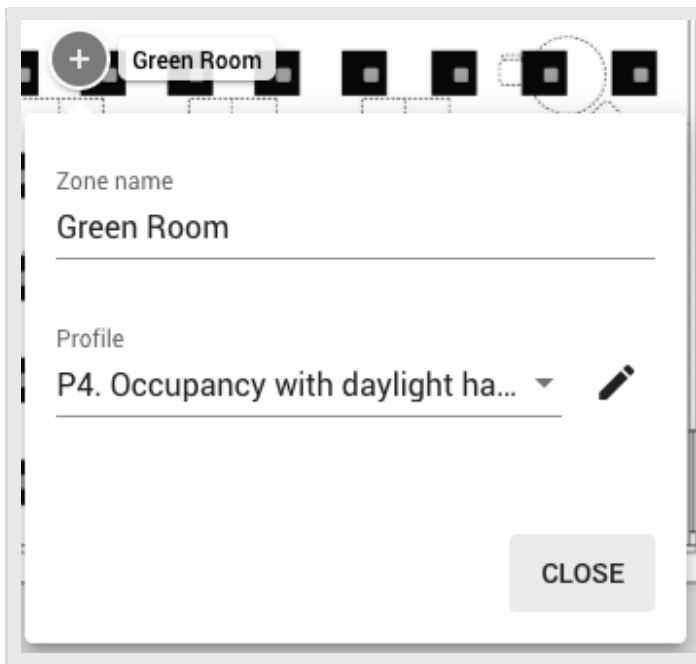 Green Room
Zone name
Green Room
Profile
P4. Occupancy with daylight ha...
CLOSE